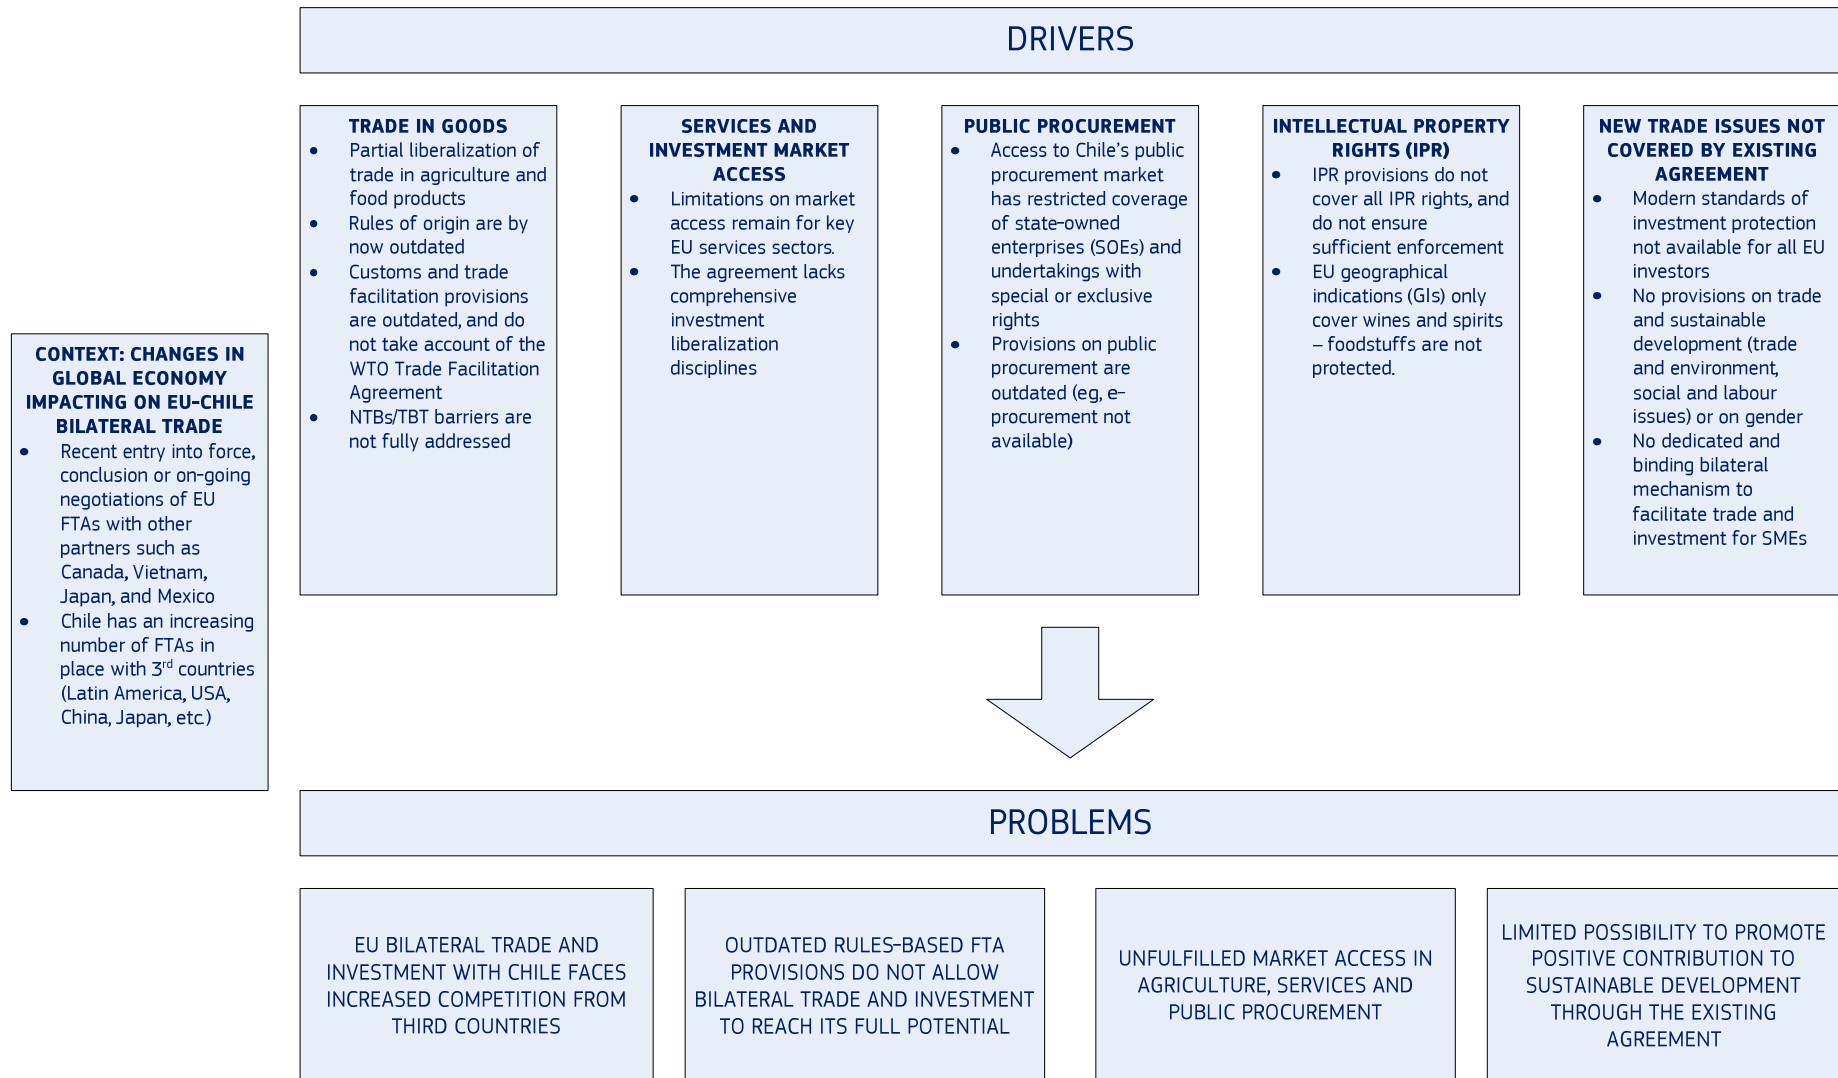 DRIVERS
TRADE IN GOODS
● Partial liberalization of
trade in agriculture and
food products
● Rules of origin are by
now outdated
● Customs and trade
facilitation provisions
are outdated, and do
not take account of the
WTO Trade Facilitation
Agreement
● NTBs/TBT barriers are
not fully addressed
SERVICES AND
INVESTMENT MARKET
ACCESS
● Limitations on market
access remain for key
EU services sectors.
● The agreement lacks
comprehensive
investment
liberalization
disciplines
PUBLIC PROCUREMENT
● Access to Chile's public
procurement market
has restricted coverage
of state-owned
enterprises (SOEs) and
undertakings with
special or exclusive
rights
● Provisions on public
procurement are
outdated (eg, e-
procurement not
available)
INTELLECTUAL PROPERTY
RIGHTS (IPR)
● IPR provisions do not
cover all IPR rights, and
do not ensure
sufficient enforcement
● EU geographical
indications (GIs) only
cover wines and spirits
– foodstuffs are not
protected.
NEW TRADE ISSUES NOT
COVERED BY EXISTING
AGREEMENT
● Modern standards of
investment protection
not available for all EU
investors
● No provisions on trade
and sustainable
development (trade
and environment,
social and labour
issues) or on gender
● No dedicated and
binding bilateral
mechanism to
facilitate trade and
investment for SMEs
CONTEXT: CHANGES IN
GLOBAL ECONOMY
IMPACTING ON EU-CHILE
BILATERAL TRADE
● Recent entry into force,
conclusion or on-going
negotiations of EU
FTAs with other
partners such as
Canada, Vietnam,
Japan, and Mexico
● Chile has an increasing
number of FTAs in
place with 3rd countries
(Latin America, USA,
China, Japan, etc.)
PROBLEMS
EU BILATERAL TRADE AND
INVESTMENT WITH CHILE FACES
INCREASED COMPETITION FROM
THIRD COUNTRIES
OUTDATED RULES-BASED FTA
PROVISIONS DO NOT ALLOW
BILATERAL TRADE AND INVESTMENT
TO REACH ITS FULL POTENTIAL
UNFULFILLED MARKET ACCESS IN
AGRICULTURE, SERVICES AND
PUBLIC PROCUREMENT
LIMITED POSSIBILITY TO PROMOTE
POSITIVE CONTRIBUTION TO
SUSTAINABLE DEVELOPMENT
THROUGH THE EXISTING
AGREEMENT